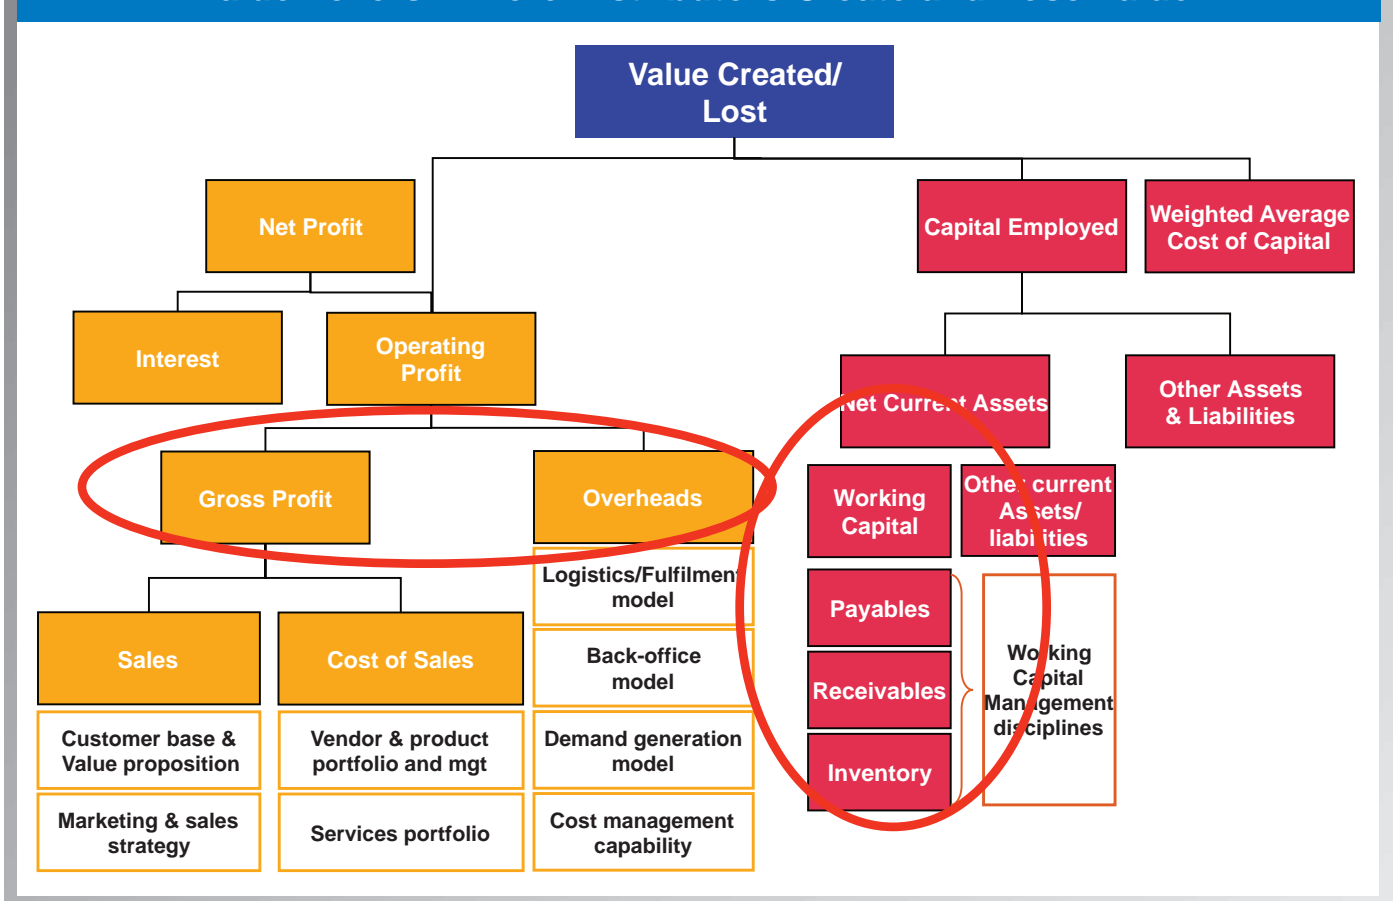 Value Created/
Lost
Net Profit
Capital Employed
Weighted Average
Cost of Capital
Interest
Operating
Profit
Net Current Assets
Other Assets
& Liabilities
Gross Profit
Overheads
Working
Capital
Other current
Assets/
liabilities
Logistics/Fulfilment
model
Payables
Sales
Cost of Sales
Back-office
model
Receivables
Working
Capital
Management
disciplines
Customer base &
Value proposition
Vendor & product
portfolio and mgt
Demand generation
model
Inventory
Marketing & sales
strategy
Services portfolio
Cost management
capability